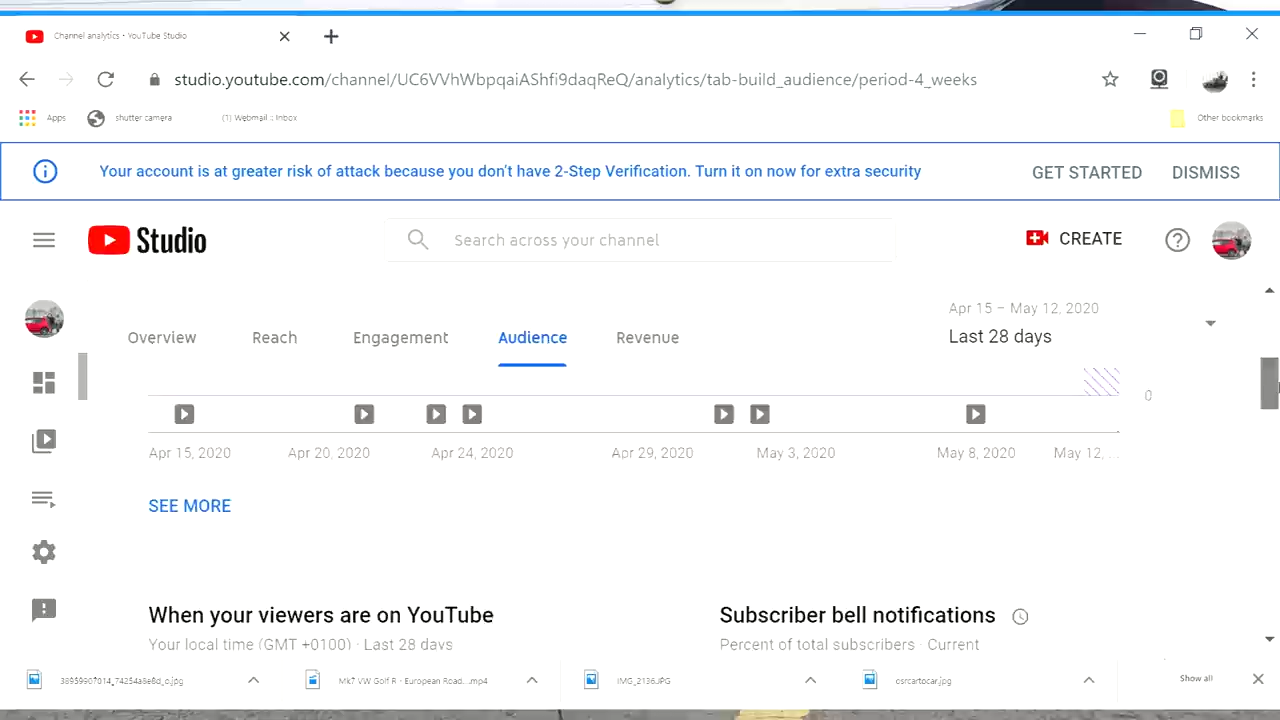 Channel analytics - YouTube Studio
studio.youtube.com/channel/UC6VVhWbpqaiAShfi9daqReQ/analytics/tab-build_audience/period-4_weeks
Apps shutter camera (1) Webmail :: Inbox Other bookmarks
Your account is at greater risk of attack because you don't have 2-Step Verification. Turn it on now for extra security GET STARTED DISMISS
Studio Search across your channel CREATE
Apr 15 – May 12, 2020
Overview Reach Engagement Audience Revenue Last 28 days
0
Apr 15, 2020 Apr 20, 2020 Apr 24, 2020 Apr 29, 2020 May 3, 2020 May 8, 2020 May 12, ...
SEE MORE
When your viewers are on YouTube Subscriber bell notifications
Your local time (GMT +0100) · Last 28 days Percent of total subscribers · Current
Mk7 VW Golf R - European Road....mp4 IMG_2136.JPG osrcartocar.jpg Show all